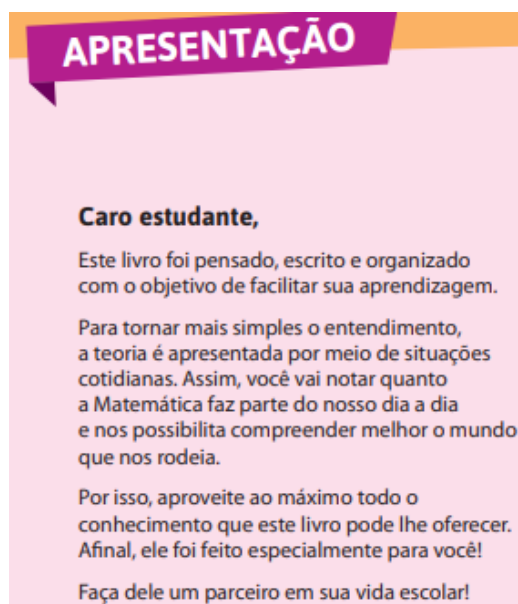 APRESENTAÇÃO
Caro estudante,
Este livro foi pensado, escrito e organizado
com o objetivo de facilitar sua aprendizagem.
Para tornar mais simples o entendimento,
a teoria é apresentada por meio de situações
cotidianas. Assim, você vai notar quanto
a Matemática faz parte do nosso dia a dia
e nos possibilita compreender melhor o mundo
que nos rodeia.
Por isso, aproveite ao máximo todo o
conhecimento que este livro pode lhe oferecer.
Afinal, ele foi feito especialmente para você!
Faça dele um parceiro em sua vida escolar!